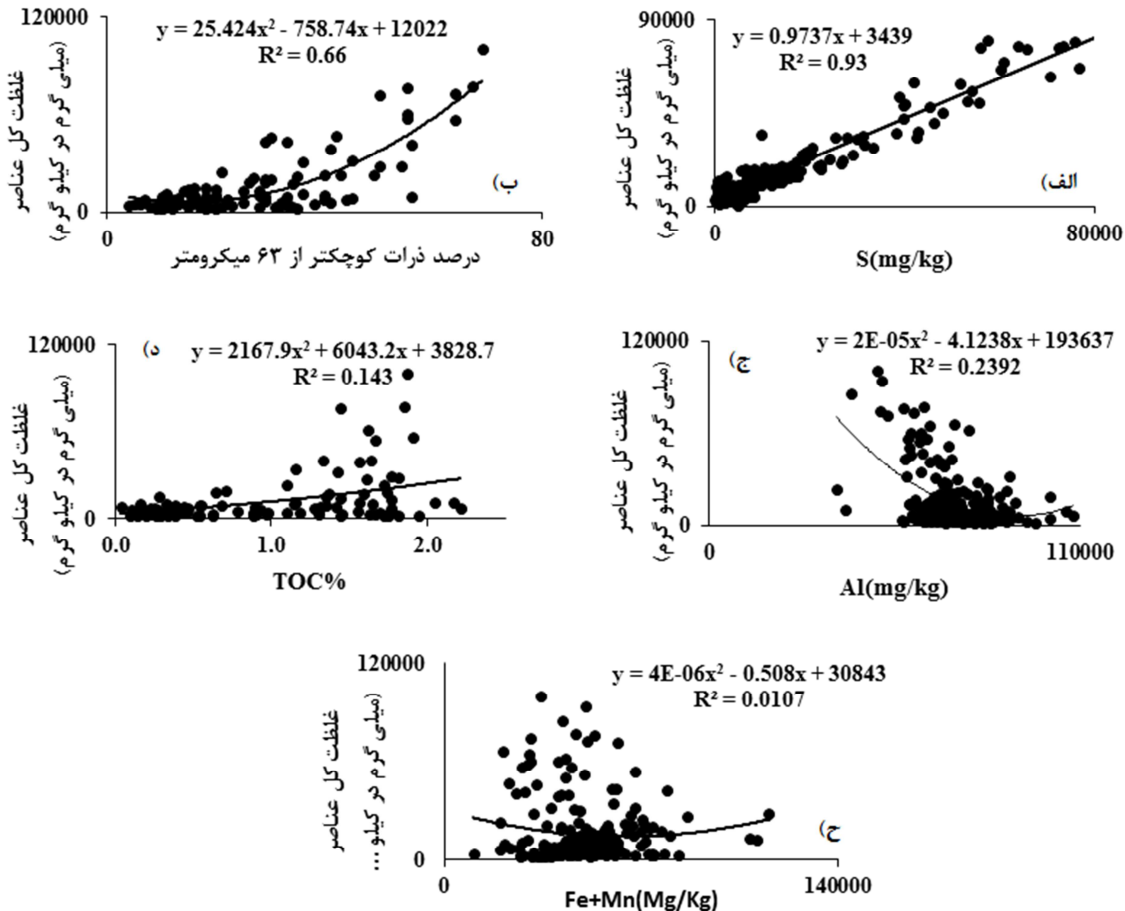 120000
y = 25.424x² - 758.74x + 12022
R² = 0.66
غلظت کل عناصر
(میلی گرم در کیلو گرم)
ب)
0
0
80
درصد ذرات کوچکتر از ۶۳ میکرومتر
90000
y = 0.9737x + 3439
R² = 0.93
غلظت کل عناصر
(میلی گرم در کیلو گرم)
الف)
0
0
80000
S(mg/kg)
120000
د)
y = 2167.9x² + 6043.2x + 3828.7
R² = 0.143
غلظت کل عناصر
(میلی گرم در کیلو گرم)
0
0.0
1.0
2.0
TOC%
120000
ج)
y = 2E-05x² - 4.1238x + 193637
R² = 0.2392
غلظت کل عناصر
(میلی گرم در کیلو گرم)
0
0
110000
Al(mg/kg)
120000
y = 4E-06x² - 0.508x + 30843
R² = 0.0107
غلظت کل عناصر
(میلی گرم در کیلو ...
ح)
0
0
140000
Fe+Mn(Mg/Kg)